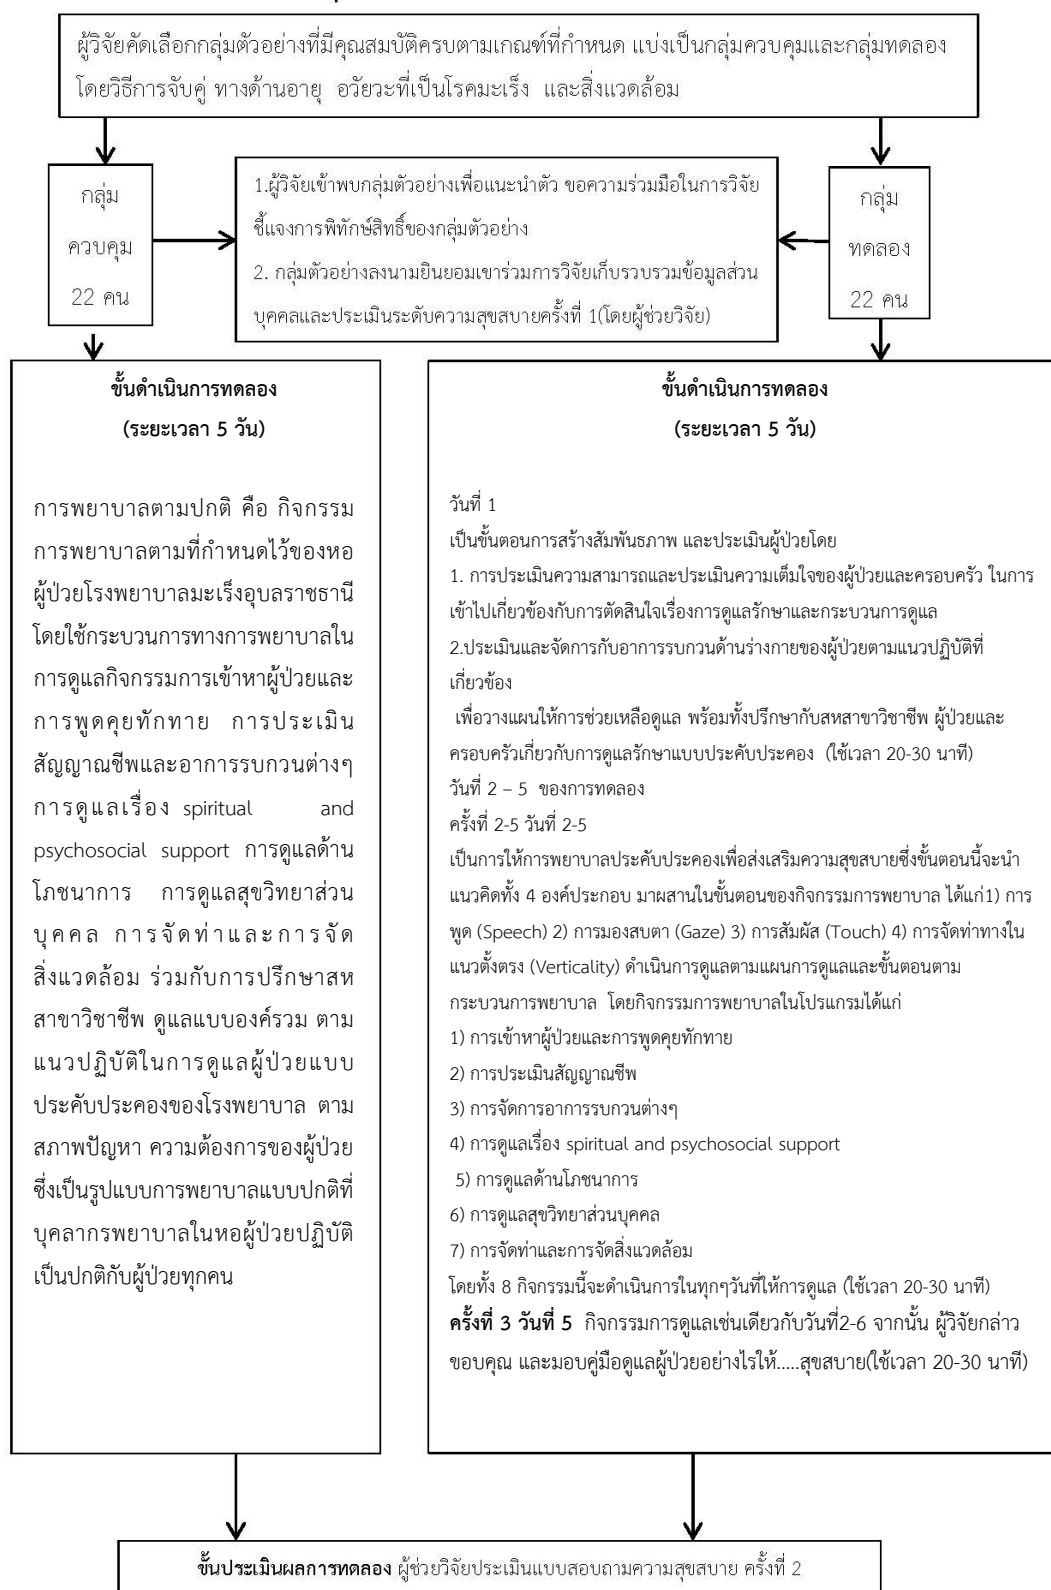 ผู้วิจัยคัดเลือกกลุ่มตัวอย่างที่มีคุณสมบัติครบตามเกณฑ์ที่กำหนด แบ่งเป็นกลุ่มควบคุมและกลุ่มทดลอง
โดยวิธีการจับคู่ ทางด้านอายุ อวัยวะที่เป็นโรคมะเร็ง และสิ่งแวดล้อม
กลุ่ม
ควบคุม
22 คน
1.ผู้วิจัยเข้าพบกลุ่มตัวอย่างเพื่อแนะนำตัว ขอความร่วมมือในการวิจัย
ชี้แจงการพิทักษ์สิทธิ์ของกลุ่มตัวอย่าง
2. กลุ่มตัวอย่างลงนามยินยอมเขาร่วมการวิจัยเก็บรวบรวมข้อมูลส่วน
บุคคลและประเมินระดับความสุขสบายครั้งที่ 1(โดยผู้ช่วยวิจัย)
กลุ่ม
ทดลอง
22 คน
ขั้นดำเนินการทดลอง
(ระยะเวลา 5 วัน)
การพยาบาลตามปกติ คือ กิจกรรม
การพยาบาลตามที่กำหนดไว้ของหอ
ผู้ป่วยโรงพยาบาลมะเร็งอุบลราชธานี
โดยใช้กระบวนการทางการพยาบาลใน
การดูแลกิจกรรมการเข้าหาผู้ป่วยและ
การพูดคุยทักทาย การประเมิน
สัญญาณชีพและอาการรบกวนต่างๆ
การดูแลเรื่อง spiritual and
psychosocial support การดูแลด้าน
โภชนาการ การดูแลสุขวิทยาส่วน
บุคคล การจัดท่าและการจัด
สิ่งแวดล้อม ร่วมกับการปรึกษาสห
สาขาวิชาชีพ ดูแลแบบองค์รวม ตาม
แนวปฏิบัติในการดูแลผู้ป่วยแบบ
ประคับประคองของโรงพยาบาล ตาม
สภาพปัญหา ความต้องการของผู้ป่วย
ซึ่งเป็นรูปแบบการพยาบาลแบบปกติที่
บุคลากรพยาบาลในหอผู้ป่วยปฏิบัติ
เป็นปกติกับผู้ป่วยทุกคน
ขั้นดำเนินการทดลอง
(ระยะเวลา 5 วัน)
วันที่ 1
เป็นขั้นตอนการสร้างสัมพันธภาพ และประเมินผู้ป่วยโดย
1. การประเมินความสามารถและประเมินความเต็มใจของผู้ป่วยและครอบครัว ในการ
เข้าไปเกี่ยวข้องกับการตัดสินใจเรื่องการดูแลรักษาและกระบวนการดูแล
2.ประเมินและจัดการกับอาการรบกวนด้านร่างกายของผู้ป่วยตามแนวปฏิบัติที่
เกี่ยวข้อง
เพื่อวางแผนให้การช่วยเหลือดูแล พร้อมทั้งปรึกษากับสหสาขาวิชาชีพ ผู้ป่วยและ
ครอบครัวเกี่ยวกับการดูแลรักษาแบบประคับประคอง (ใช้เวลา 20-30 นาที)
วันที่ 2 – 5 ของการทดลอง
ครั้งที่ 2-5 วันที่ 2-5
เป็นการให้การพยาบาลประคับประคองเพื่อส่งเสริมความสุขสบายซึ่งขั้นตอนนี้จะนำ
แนวคิดทั้ง 4 องค์ประกอบ มาผสานในขั้นตอนของกิจกรรมการพยาบาล ได้แก่1) การ
พูด (Speech) 2) การมองสบตา (Gaze) 3) การสัมผัส (Touch) 4) การจัดท่าทางใน
แนวตั้งตรง (Verticality) ดำเนินการดูแลตามแผนการดูแลและขั้นตอนตาม
กระบวนการพยาบาล โดยกิจกรรมการพยาบาลในโปรแกรมได้แก่
1) การเข้าหาผู้ป่วยและการพูดคุยทักทาย
2) การประเมินสัญญาณชีพ
3) การจัดการอาการรบกวนต่างๆ
4) การดูแลเรื่อง spiritual and psychosocial support
5) การดูแลด้านโภชนาการ
6) การดูแลสุขวิทยาส่วนบุคคล
7) การจัดท่าและการจัดสิ่งแวดล้อม
โดยทั้ง 8 กิจกรรมนี้จะดำเนินการในทุกๆวันที่ให้การดูแล (ใช้เวลา 20-30 นาที)
ครั้งที่ 3 วันที่ 5 กิจกรรมการดูแลเช่นเดียวกับวันที่2-6 จากนั้น ผู้วิจัยกล่าว
ขอบคุณ และมอบคู่มือดูแลผู้ป่วยอย่างไรให้.....สุขสบาย(ใช้เวลา 20-30 นาที)
ขั้นประเมินผลการทดลอง ผู้ช่วยวิจัยประเมินแบบสอบถามความสุขสบาย ครั้งที่ 2